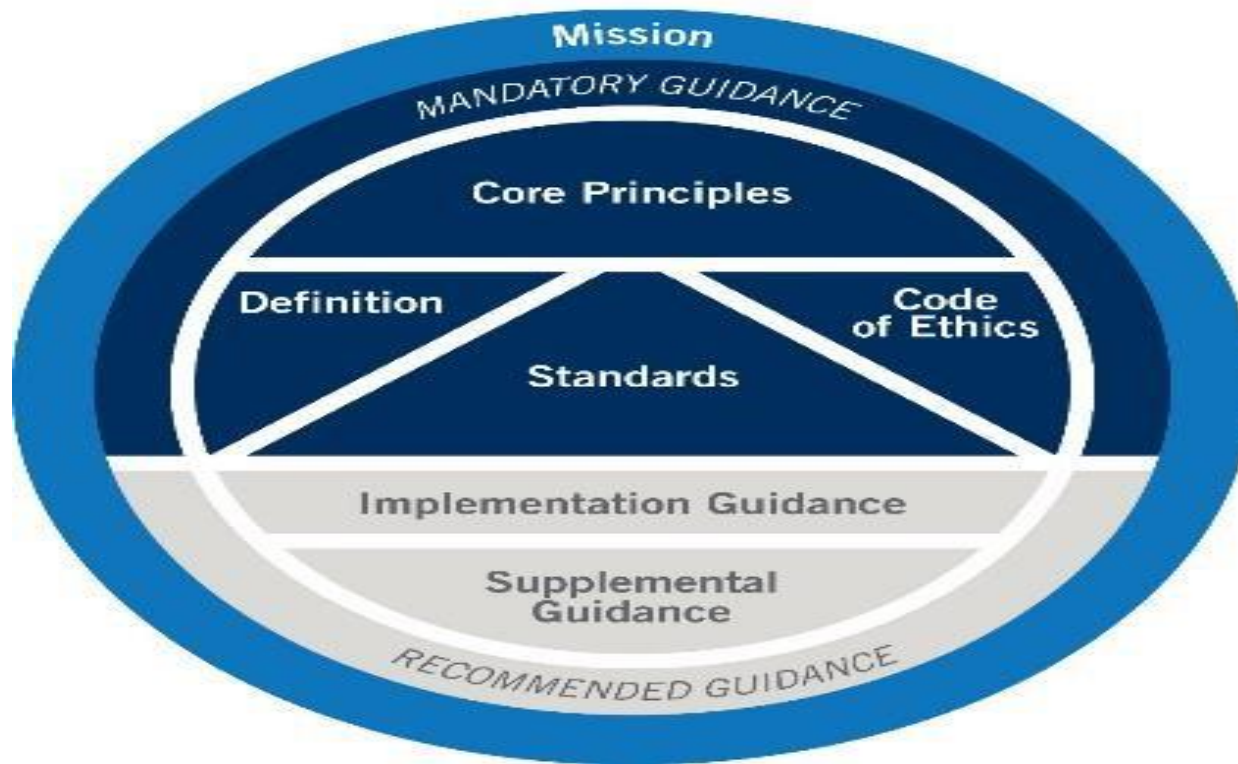 Mission
MANDATORY GUIDANCE
Core Principles
Definition
Code
of Ethics
Standards
Implementation Guidance
Supplemental
Guidance
RECOMMENDED GUIDANCE